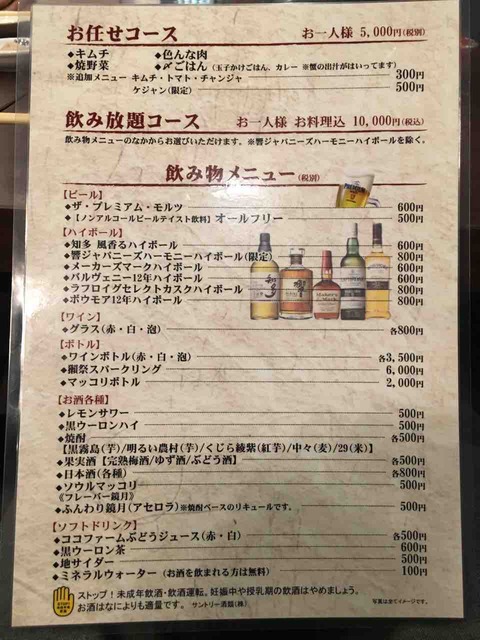 お任せコース お一人様 5,000円(税別)
◆キムチ ◆色んな肉
◆焼野菜 ◆〆ごはん(玉子かけごはん、カレー ※蟹の出汁がはいってます)
※追加メニュー キムチ・トマト・チャンジャ 300円
ケジャン(限定) 500円
飲み放題コース お一人様 お料理込 10,000円(税込)
飲み物メニューのなかからお選びいただけます。※響ジャパニーズハーモニーハイボールを除く。
飲み物メニュー(税別)
【ビール】
◆ザ・プレミアム・モルツ 600円
◆【ノンアルコールビールテイスト飲料】オールフリー 500円
【ハイボール】
◆知多 風香るハイボール 600円
◆響ジャパニーズハーモニーハイボール(限定) 800円
◆メーカーズマークハイボール 600円
◆バルヴェニー12年ハイボール 800円
◆ラフロイグセレクトカスクハイボール 800円
◆ボウモア12年ハイボール 800円
【ワイン】
◆グラス(赤・白・泡) 各800円
【ボトル】
◆ワインボトル(赤・白・泡) 各3,500円
◆獺祭スパークリング 6,000円
◆マッコリボトル 2,000円
【お酒各種】
◆レモンサワー 500円
◆黒ウーロンハイ 500円
◆焼酎 各500円
【黒霧島(芋)/明るい農村(芋)/くじら綾紫(紅芋)/中々(麦)/29(米)】
◆果実酒【完熟梅酒/ゆず酒/ぶどう酒】 各500円
◆日本酒(各種) 各800円
◆ソウルマッコリ 500円
《フレーバー鏡月》
◆ふんわり鏡月(アセロラ)※焼酎ベースのリキュールです。 500円
【ソフトドリンク】
◆ココファームぶどうジュース(赤・白) 各500円
◆黒ウーロン茶 600円
◆地サイダー 500円
◆ミネラルウォーター(お酒を飲まれる方は無料) 100円
ストップ!未成年飲酒・飲酒運転。妊娠中や授乳期の飲酒はやめましょう。
お酒はなによりも適量です。 サントリー酒類(株) 写真は全てイメージです。